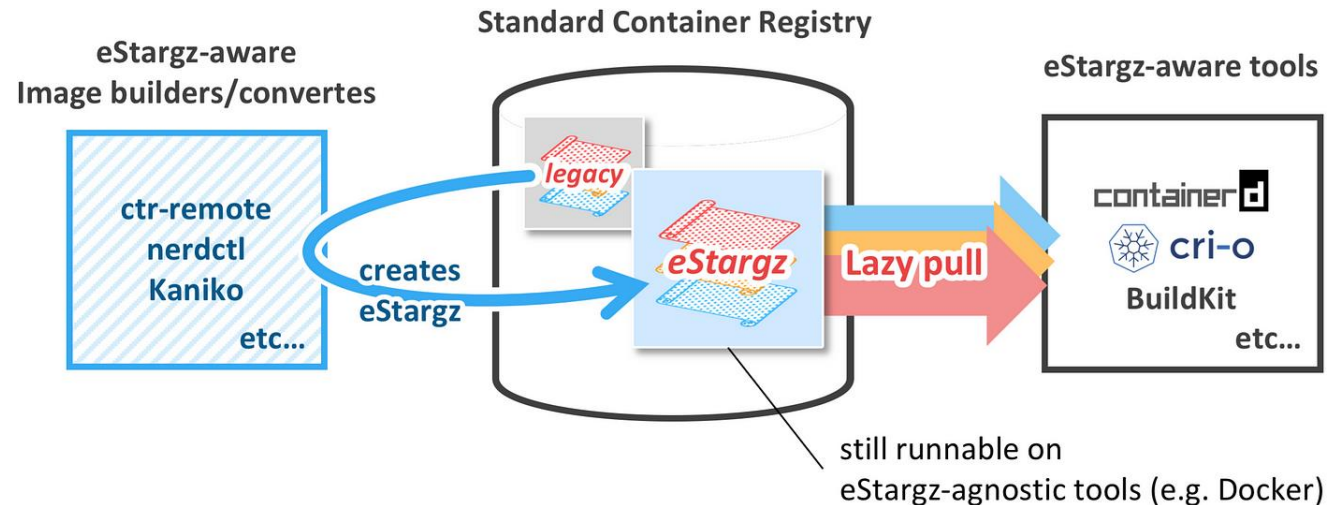 Standard Container Registry
eStargz-aware
Image builders/convertes
eStargz-aware tools
ctr-remote
nerdctl
Kaniko
etc...
legacy
creates
eStargz
eStargz
Lazy pull
containerd
cri-o
BuildKit
etc...
still runnable on
eStargz-agnostic tools (e.g. Docker)